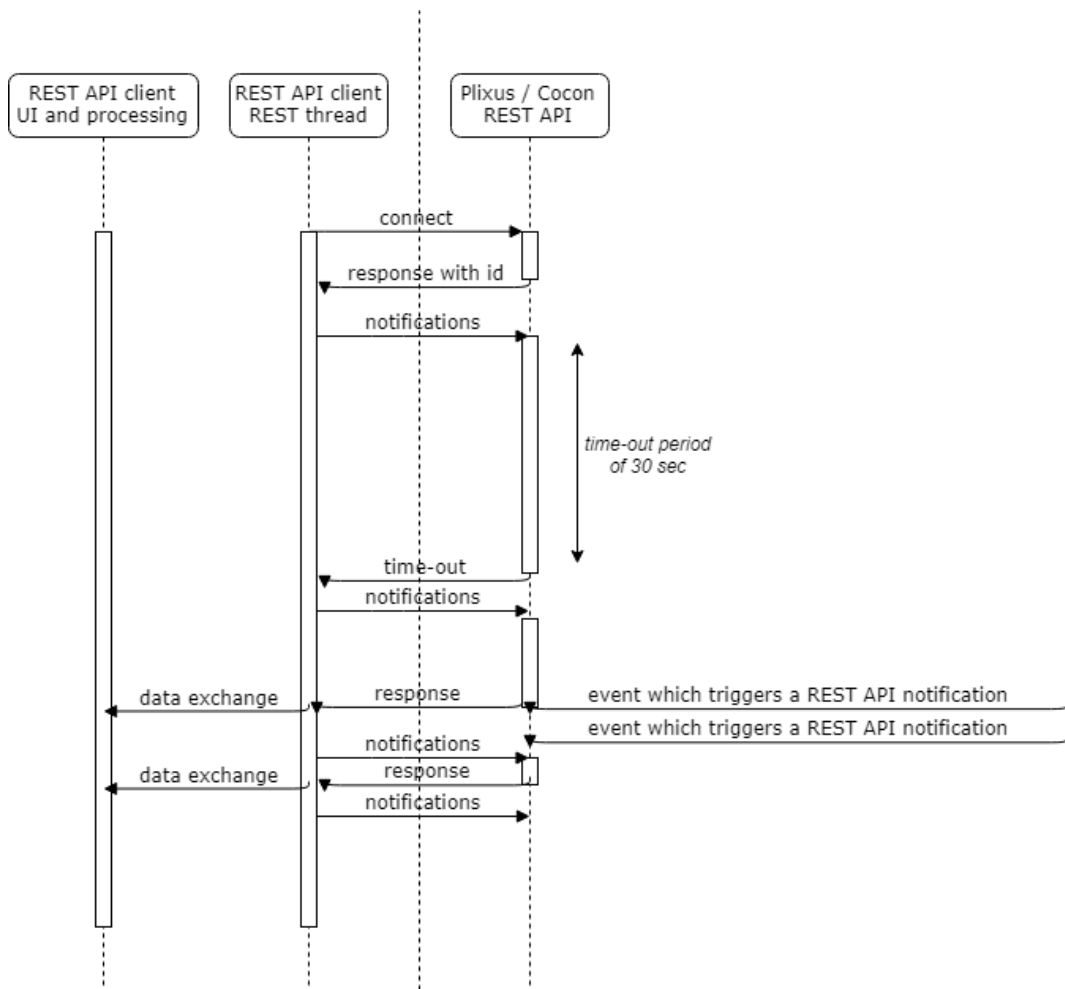 REST API client
UI and processing
REST API client
REST thread
Plixus / Cocon
REST API
connect
response with id
notifications
time-out period
of 30 sec
time-out
notifications
data exchange
response
event which triggers a REST API notification
event which triggers a REST API notification
notifications
data exchange
response
notifications